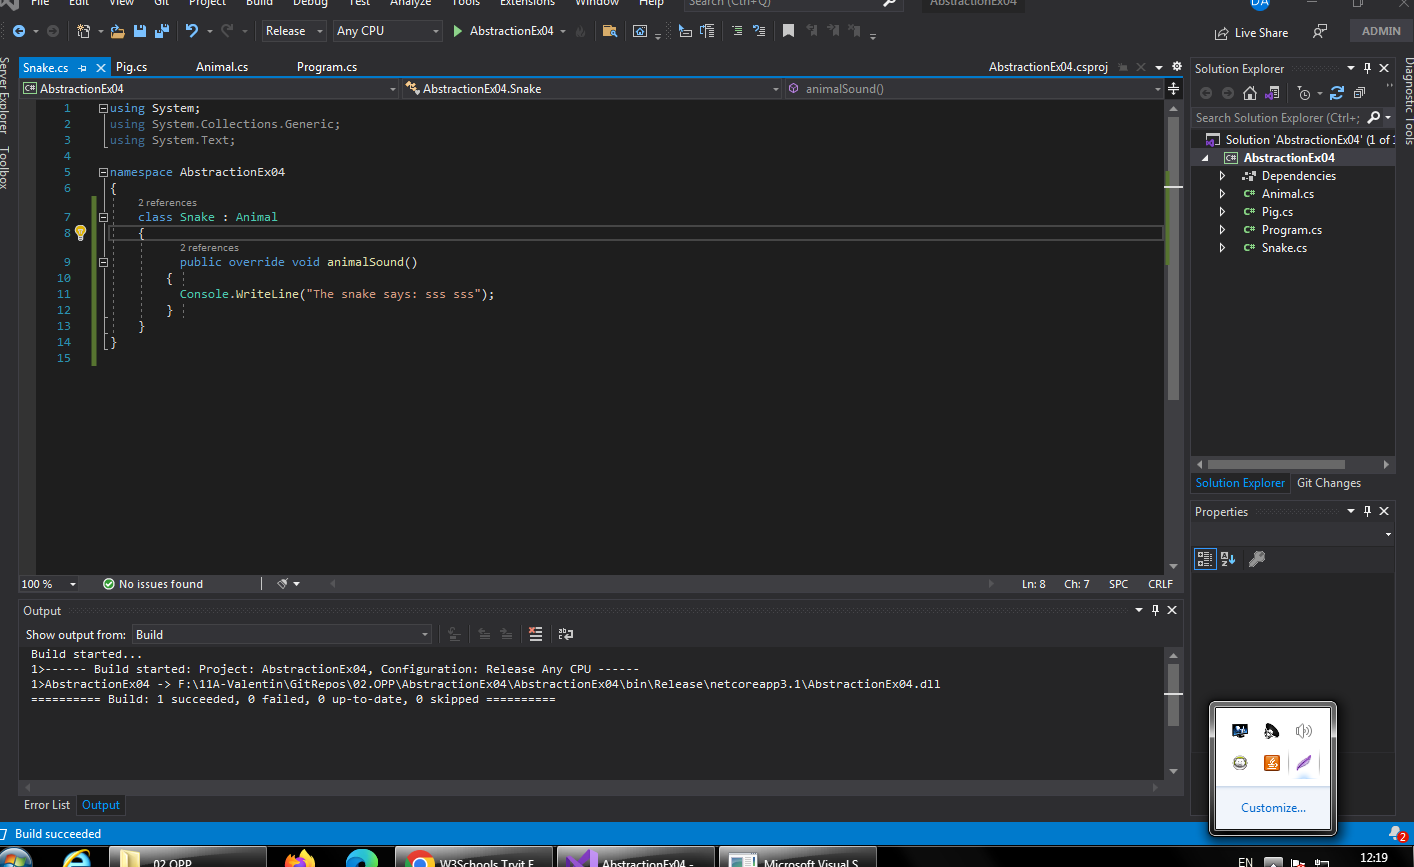 File Edit View Git Project Build Debug Test Analyze Tools Extensions Window Help Search (Ctrl+Q) AbstractionEx04 DA
Release Any CPU AbstractionEx04 Live Share ADMIN
Server Explorer
Toolbox
Snake.cs Pig.cs Animal.cs Program.cs AbstractionEx04.csproj
AbstractionEx04 AbstractionEx04.Snake animalSound()
1 using System;
2 using System.Collections.Generic;
3 using System.Text;
4
5 namespace AbstractionEx04
6 {
2 references
7 class Snake : Animal
8 {
2 references
9 public override void animalSound()
10 {
11 Console.WriteLine("The snake says: sss sss");
12 }
13 }
14 }
15
100 % No issues found Ln: 8 Ch: 7 SPC CRLF
Output
Show output from: Build
Build started...
1>------ Build started: Project: AbstractionEx04, Configuration: Release Any CPU ------
1>AbstractionEx04 -> F:\11A-Valentin\GitRepos\02.OPP\AbstractionEx04\AbstractionEx04\bin\Release\netcoreapp3.1\AbstractionEx04.dll
========== Build: 1 succeeded, 0 failed, 0 up-to-date, 0 skipped ==========
Error List Output
Solution Explorer
Search Solution Explorer (Ctrl+;
Solution 'AbstractionEx04' (1 of 1
C# AbstractionEx04
Dependencies
C# Animal.cs
C# Pig.cs
C# Program.cs
C# Snake.cs
Solution Explorer Git Changes
Properties
Diagnostic Tools
Customize...
Build succeeded 2
02.OPP W3Schools Tryit E AbstractionEx04 - Microsoft Visual S EN 12:19